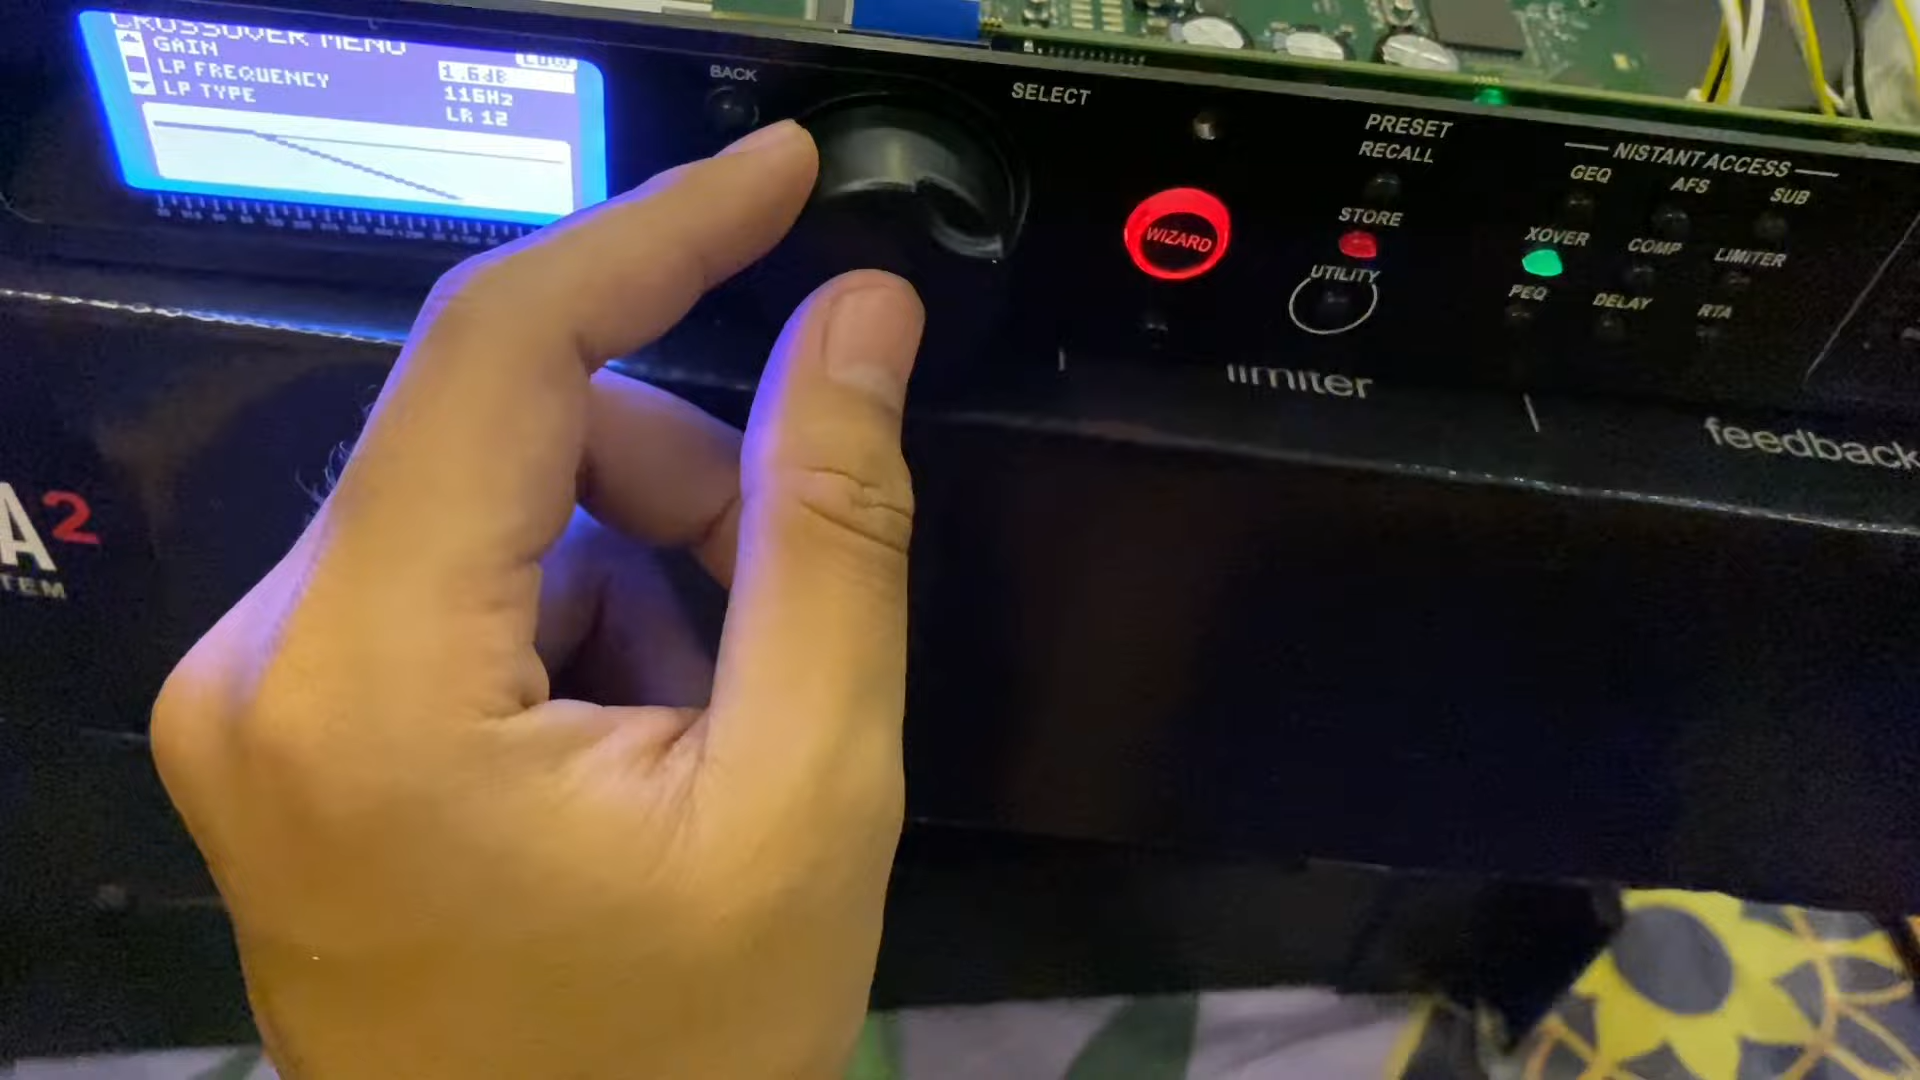 CROSSOVER MENU
LOW
GAIN 1.6dB
LP FREQUENCY 116Hz
LP TYPE LR 12
BACK
SELECT
PRESET
RECALL
STORE
UTILITY
WIZARD
NISTANT ACCESS
GEQ AFS SUB
XOVER COMP LIMITER
PEQ DELAY RTA
limiter
feedback
A2
TEM